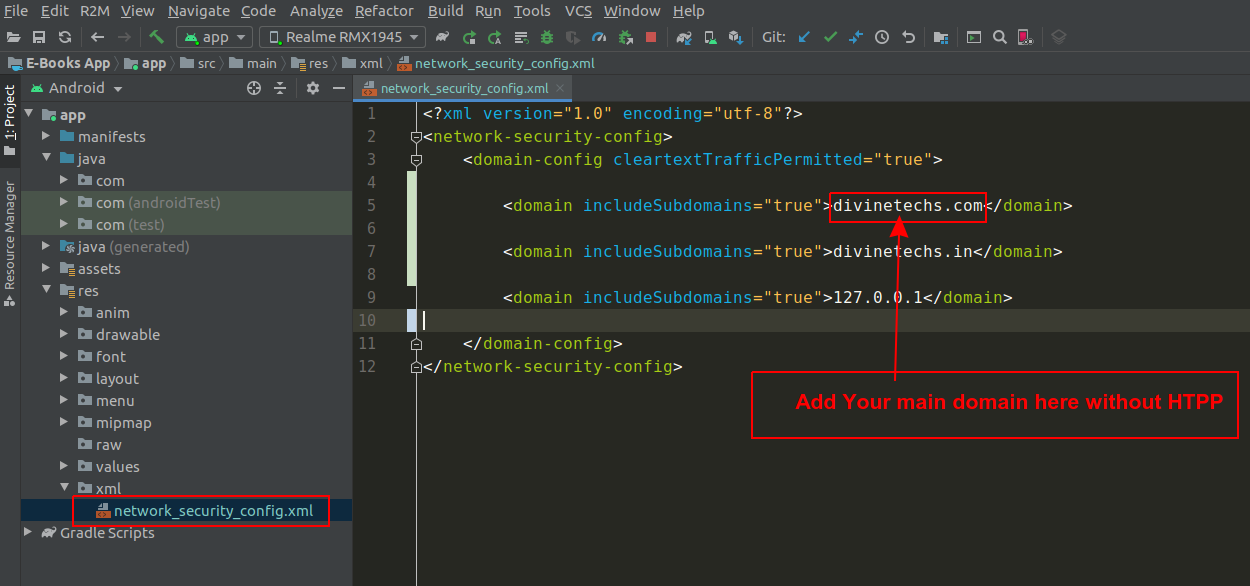 File Edit R2M View Navigate Code Analyze Refactor Build Run Tools VCS Window Help
app Realme RMX1945 Git:
E-Books App app src main res xml network_security_config.xml
1: Project
Resource Manager
Android
app
manifests
java
com
com (androidTest)
com (test)
java (generated)
assets
res
anim
drawable
font
layout
menu
mipmap
raw
values
xml
network_security_config.xml
Gradle Scripts
network_security_config.xml
1 <?xml version="1.0" encoding="utf-8"?>
2 <network-security-config>
3 <domain-config cleartextTrafficPermitted="true">
4
5 <domain includeSubdomains="true">divinetechs.com</domain>
6
7 <domain includeSubdomains="true">divinetechs.in</domain>
8
9 <domain includeSubdomains="true">127.0.0.1</domain>
10
11 </domain-config>
12 </network-security-config>
Add Your main domain here without HTPP